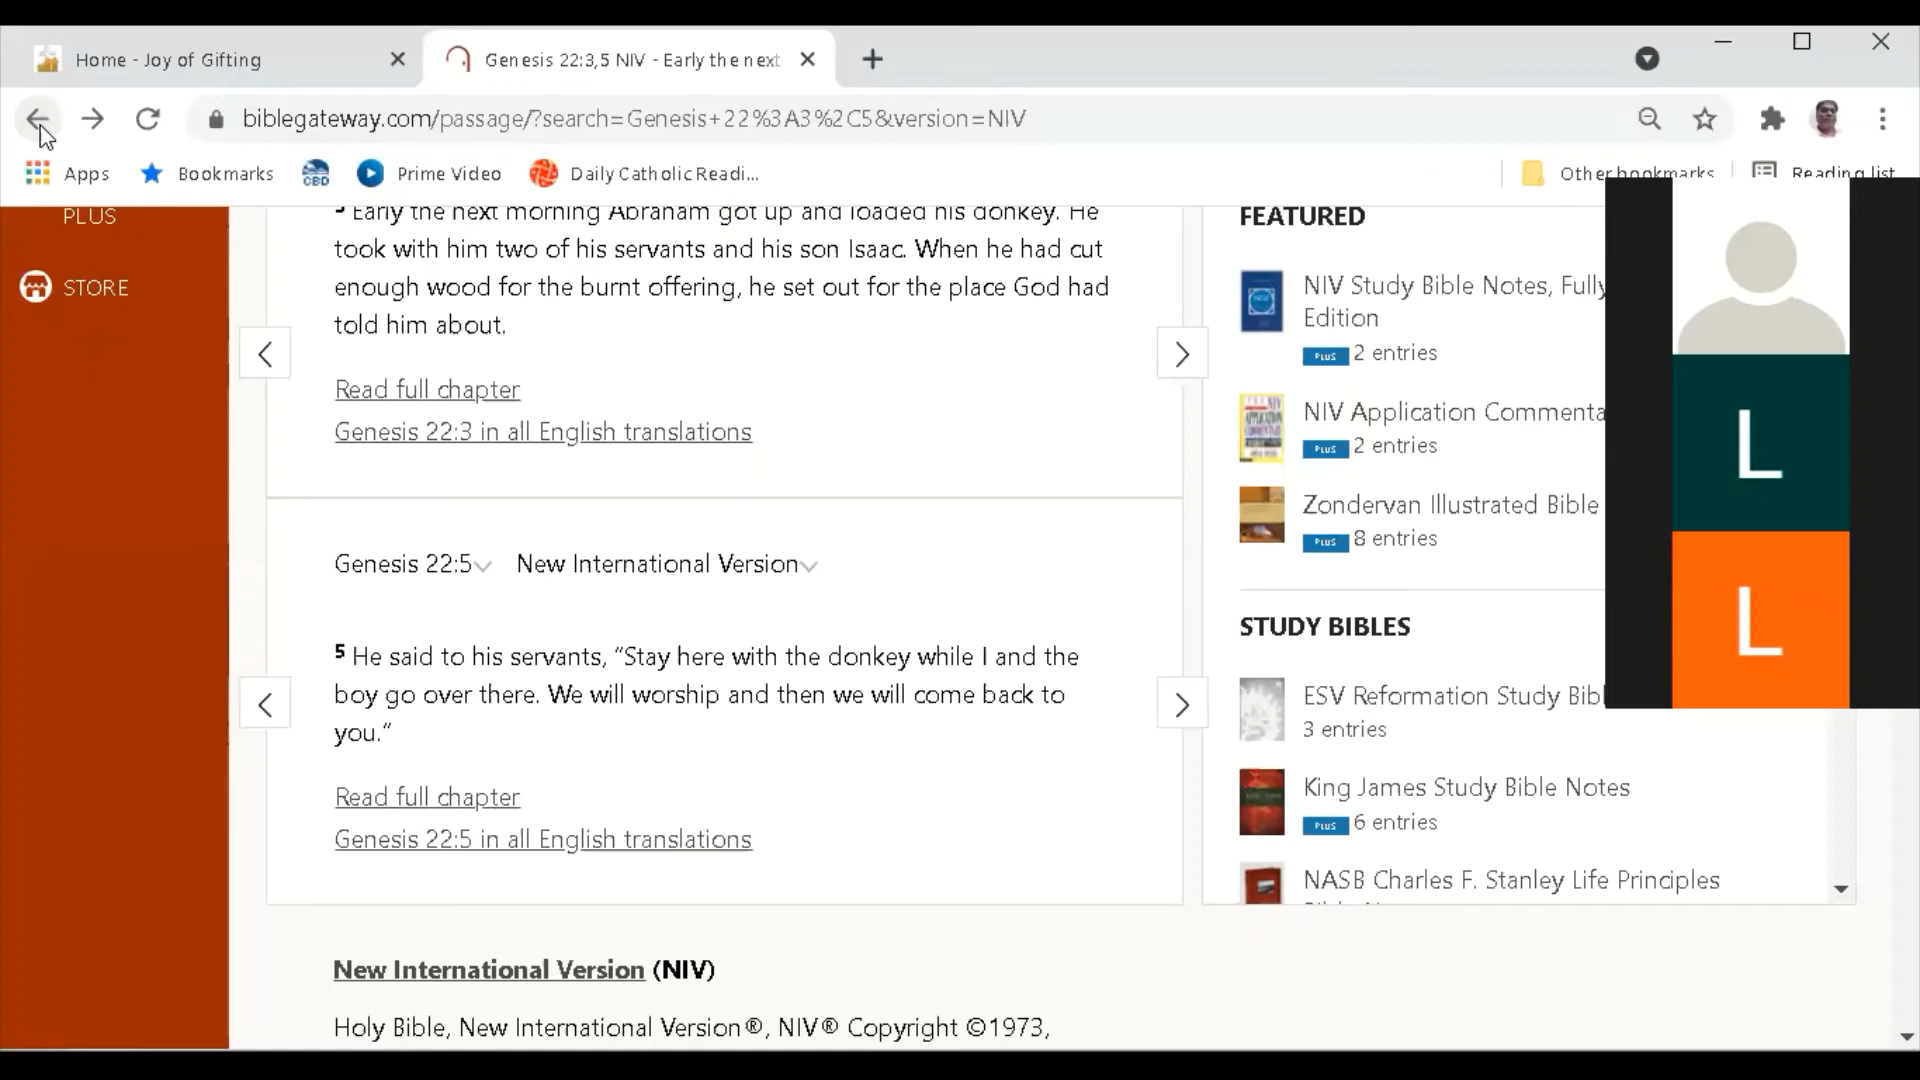 Home - Joy of Gifting
Genesis 22:3,5 NIV - Early the next
biblegateway.com/passage/?search=Genesis+22%3A3%2C5&version=NIV
Apps Bookmarks CBD Prime Video Daily Catholic Readi... Other bookmarks Reading list
PLUS
STORE
Early the next morning Abraham got up and loaded his donkey. He
took with him two of his servants and his son Isaac. When he had cut
enough wood for the burnt offering, he set out for the place God had
told him about.
Read full chapter
Genesis 22:3 in all English translations
Genesis 22:5 New International Version
5 He said to his servants, “Stay here with the donkey while I and the
boy go over there. We will worship and then we will come back to
you.”
Read full chapter
Genesis 22:5 in all English translations
New International Version (NIV)
Holy Bible, New International Version®, NIV® Copyright ©1973,
FEATURED
NIV Study Bible Notes, Fully
Edition
PLUS 2 entries
NIV Application Commenta
PLUS 2 entries
Zondervan Illustrated Bible
PLUS 8 entries
STUDY BIBLES
ESV Reformation Study Bibl
3 entries
King James Study Bible Notes
PLUS 6 entries
NASB Charles F. Stanley Life Principles
L
L